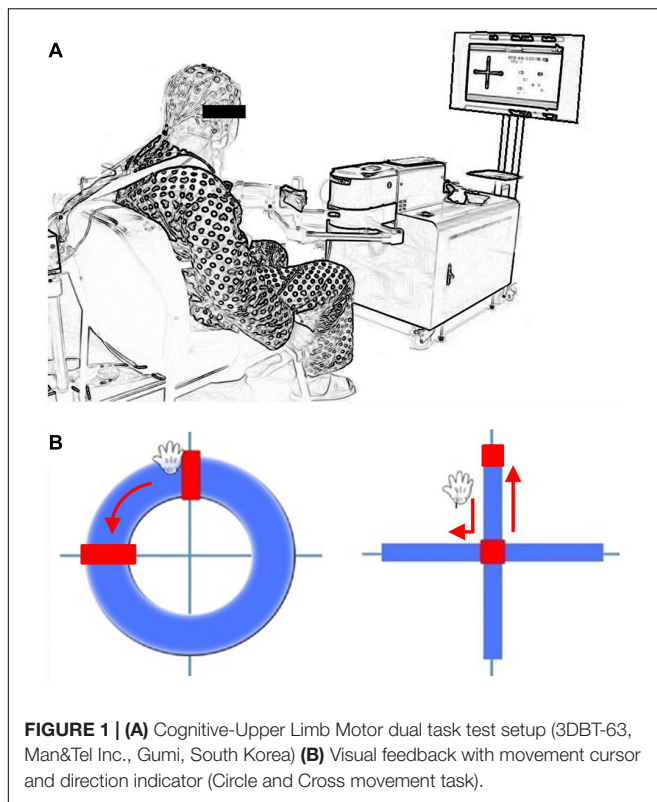 A
B
FIGURE 1 | (A) Cognitive-Upper Limb Motor dual task test setup (3DBT-63,
Man&Tel Inc., Gumi, South Korea) (B) Visual feedback with movement cursor
and direction indicator (Circle and Cross movement task).